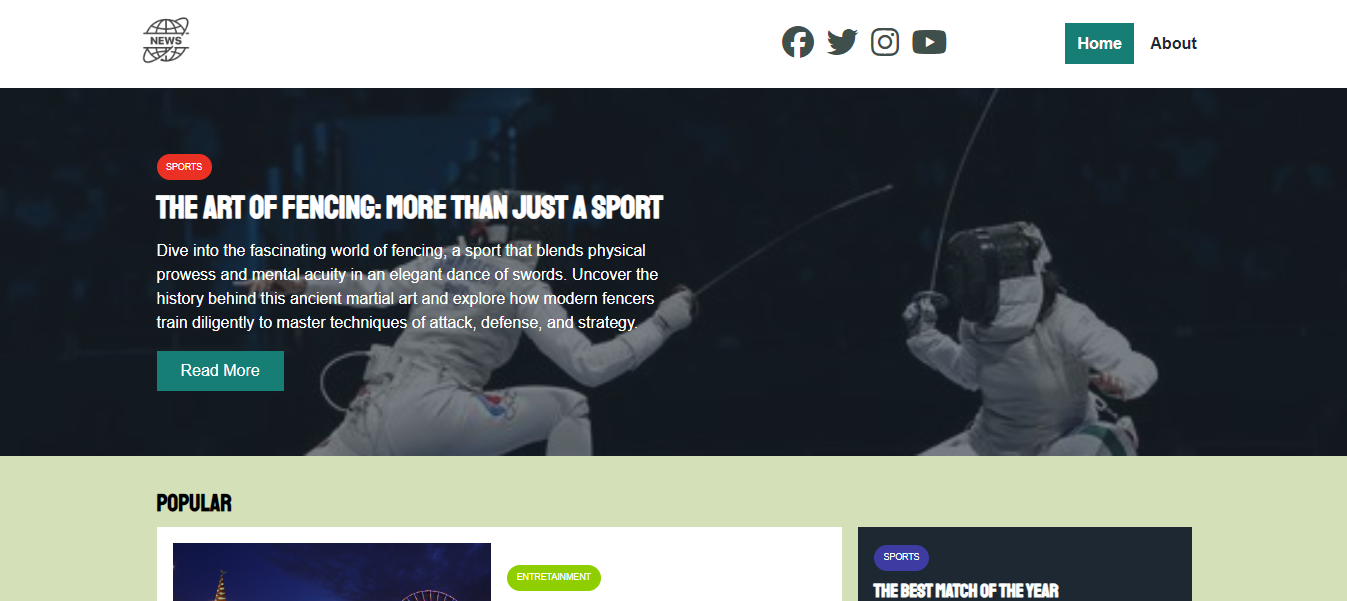 NEWS
Home
About
SPORTS
THE ART OF FENCING: MORE THAN JUST A SPORT
Dive into the fascinating world of fencing, a sport that blends physical
prowess and mental acuity in an elegant dance of swords. Uncover the
history behind this ancient martial art and explore how modern fencers
train diligently to master techniques of attack, defense, and strategy.
Read More
POPULAR
ENTRETAINMENT
SPORTS
THE BEST MATCH OF THE YEAR